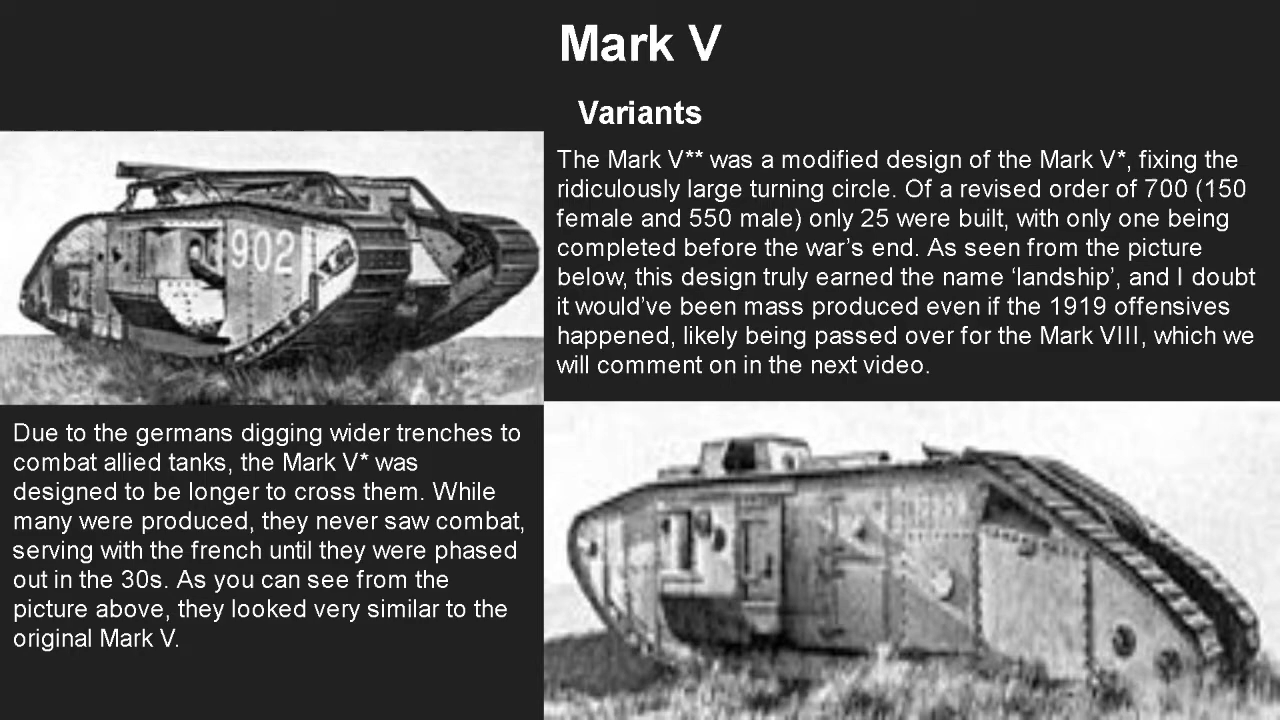 Mark V
Variants
The Mark V** was a modified design of the Mark V*, fixing the
ridiculously large turning circle. Of a revised order of 700 (150
female and 550 male) only 25 were built, with only one being
completed before the war's end. As seen from the picture
below, this design truly earned the name ‘landship’, and I doubt
it would’ve been mass produced even if the 1919 offensives
happened, likely being passed over for the Mark VIII, which we
will comment on in the next video.
902
Due to the germans digging wider trenches to
combat allied tanks, the Mark V* was
designed to be longer to cross them. While
many were produced, they never saw combat,
serving with the french until they were phased
out in the 30s. As you can see from the
picture above, they looked very similar to the
original Mark V.